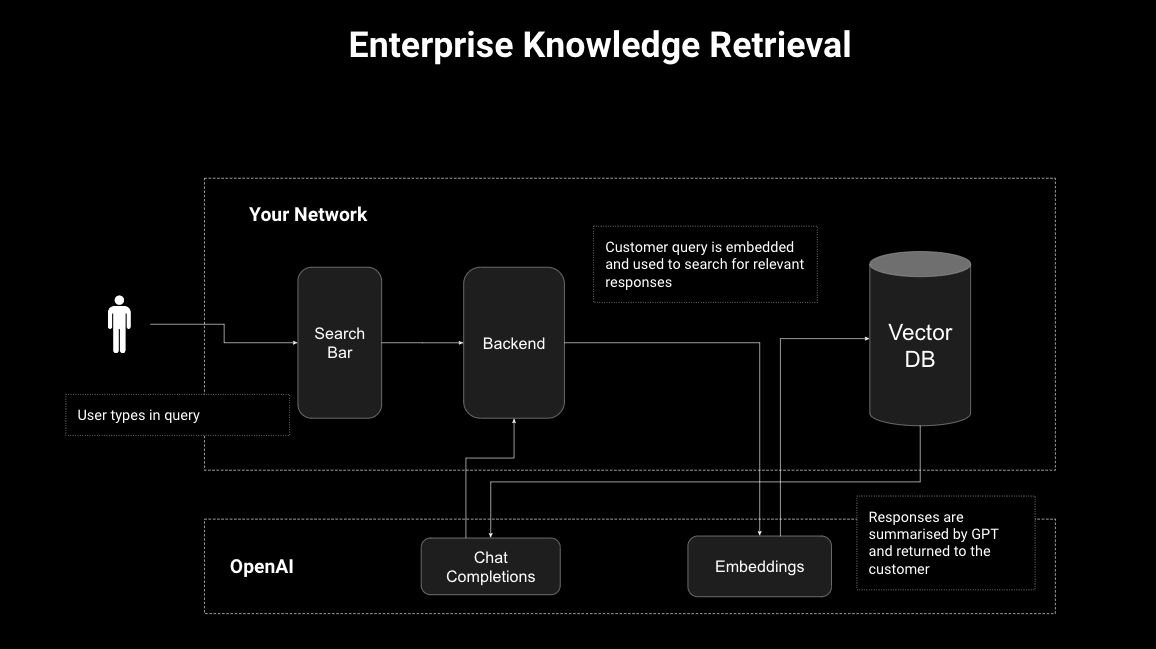 Enterprise Knowledge Retrieval
Your Network
Customer query is embedded
and used to search for relevant
responses
Search
Bar
Backend
Vector
DB
User types in query
Responses are
summarised by GPT
and returned to the
customer
OpenAI
Chat
Completions
Embeddings